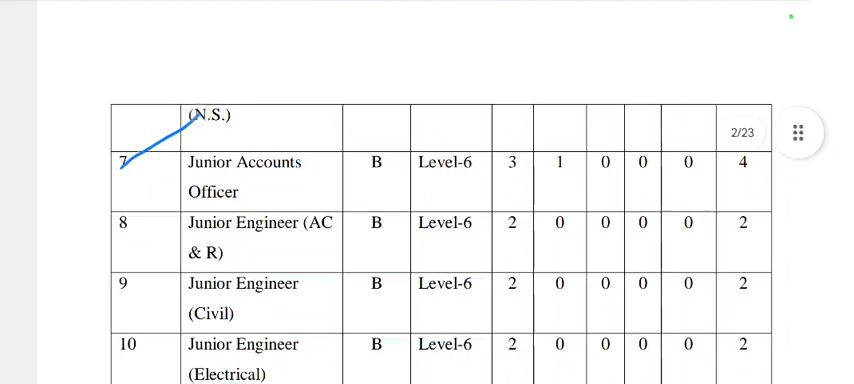 (N.S.)
2/23
7 Junior Accounts B Level-6 3 1 0 0 0 4
Officer
8 Junior Engineer (AC B Level-6 2 0 0 0 0 2
& R)
9 Junior Engineer B Level-6 2 0 0 0 0 2
(Civil)
10 Junior Engineer B Level-6 2 0 0 0 0 2
(Electrical)